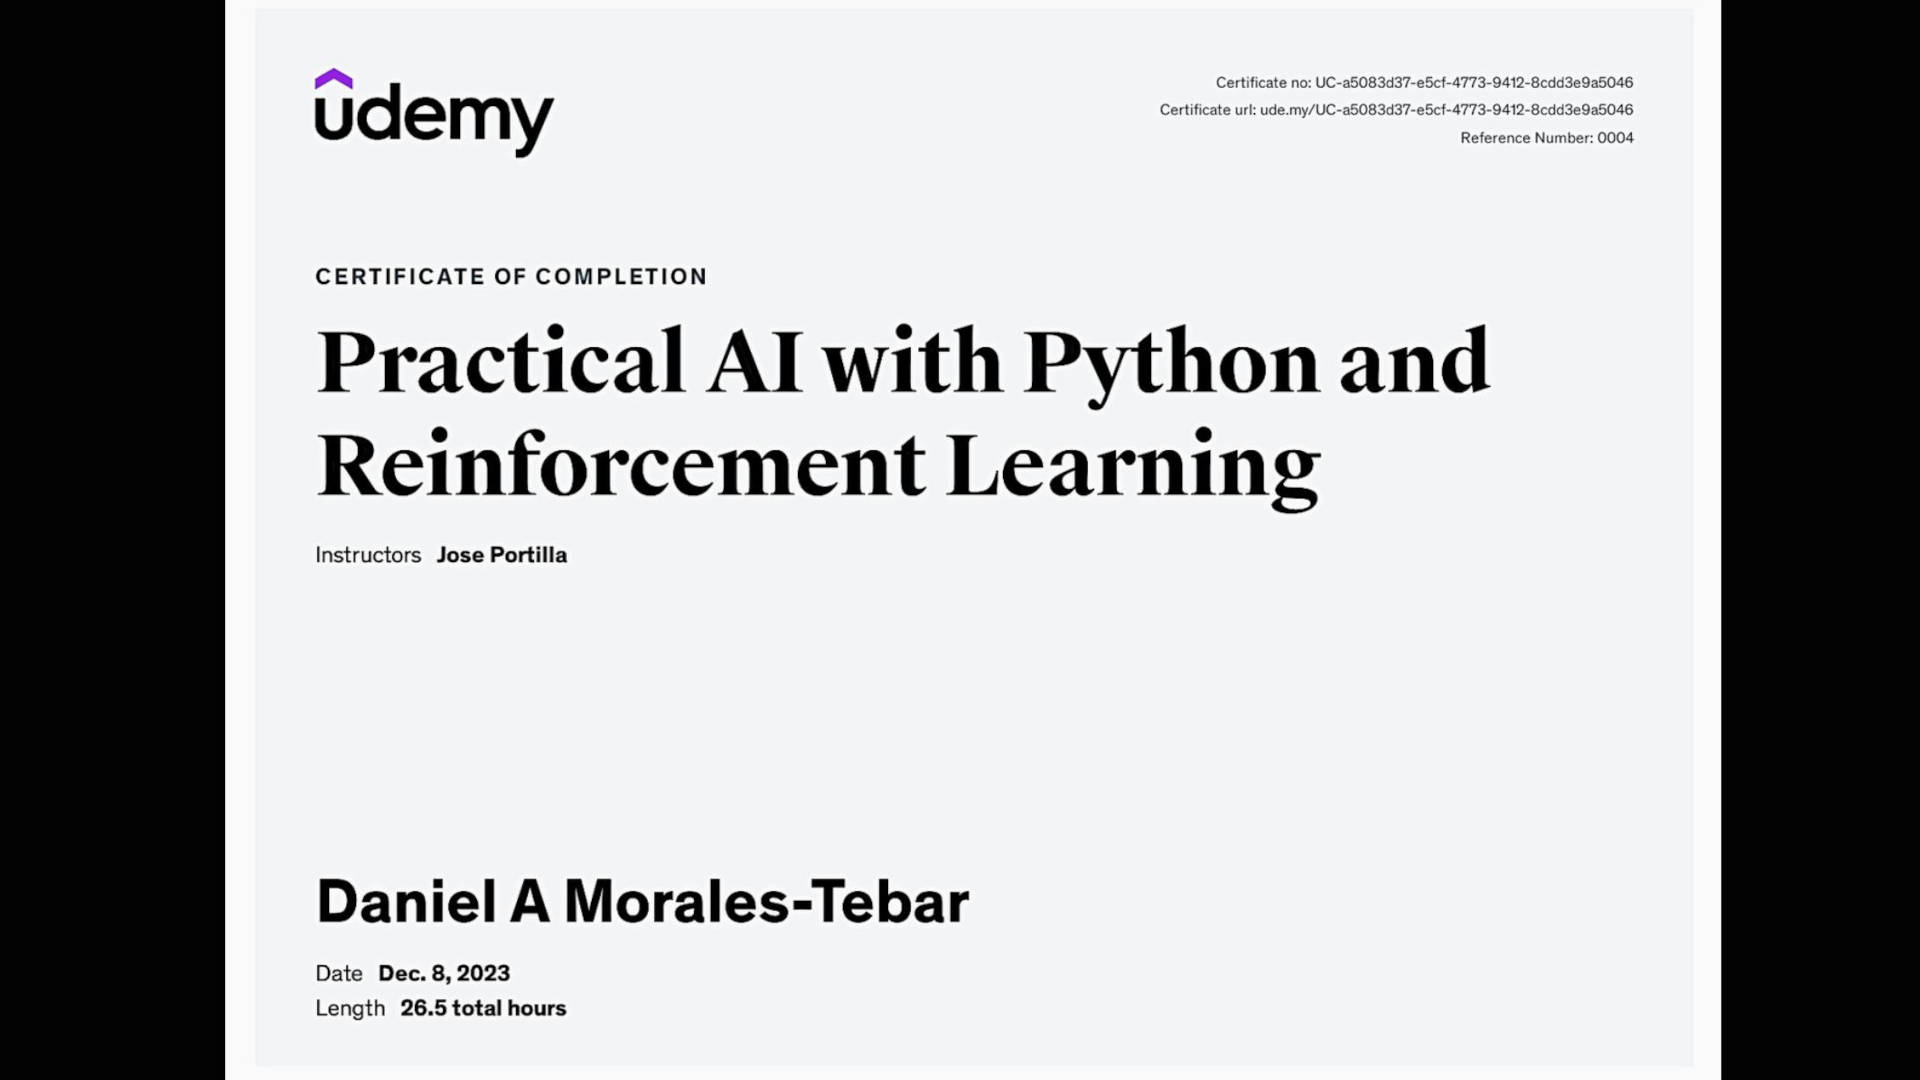 udemy
Certificate no: UC-a5083d37-e5cf-4773-9412-8cdd3e9a5046
Certificate url: ude.my/UC-a5083d37-e5cf-4773-9412-8cdd3e9a5046
Reference Number: 0004
CERTIFICATE OF COMPLETION
Practical AI with Python and
Reinforcement Learning
Instructors Jose Portilla
Daniel A Morales-Tebar
Date Dec. 8, 2023
Length 26.5 total hours